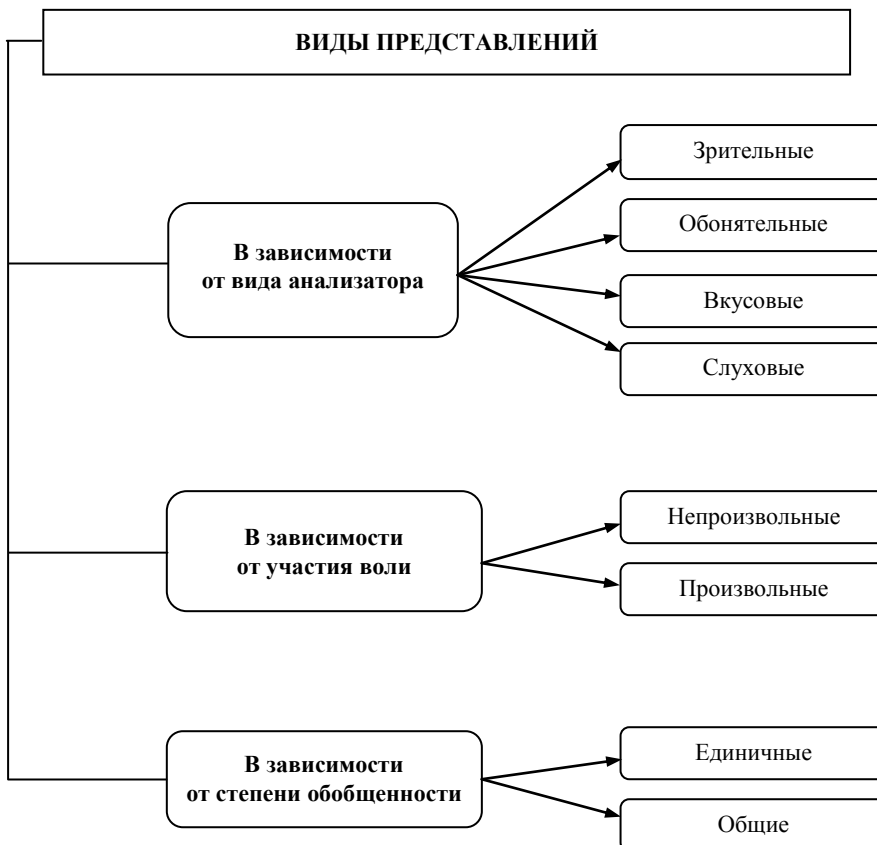 ВИДЫ ПРЕДСТАВЛЕНИЙ
В зависимости
от вида анализатора
Зрительные
Обонятельные
Вкусовые
Слуховые
В зависимости
от участия воли
Непроизвольные
Произвольные
В зависимости
от степени обобщенности
Единичные
Общие